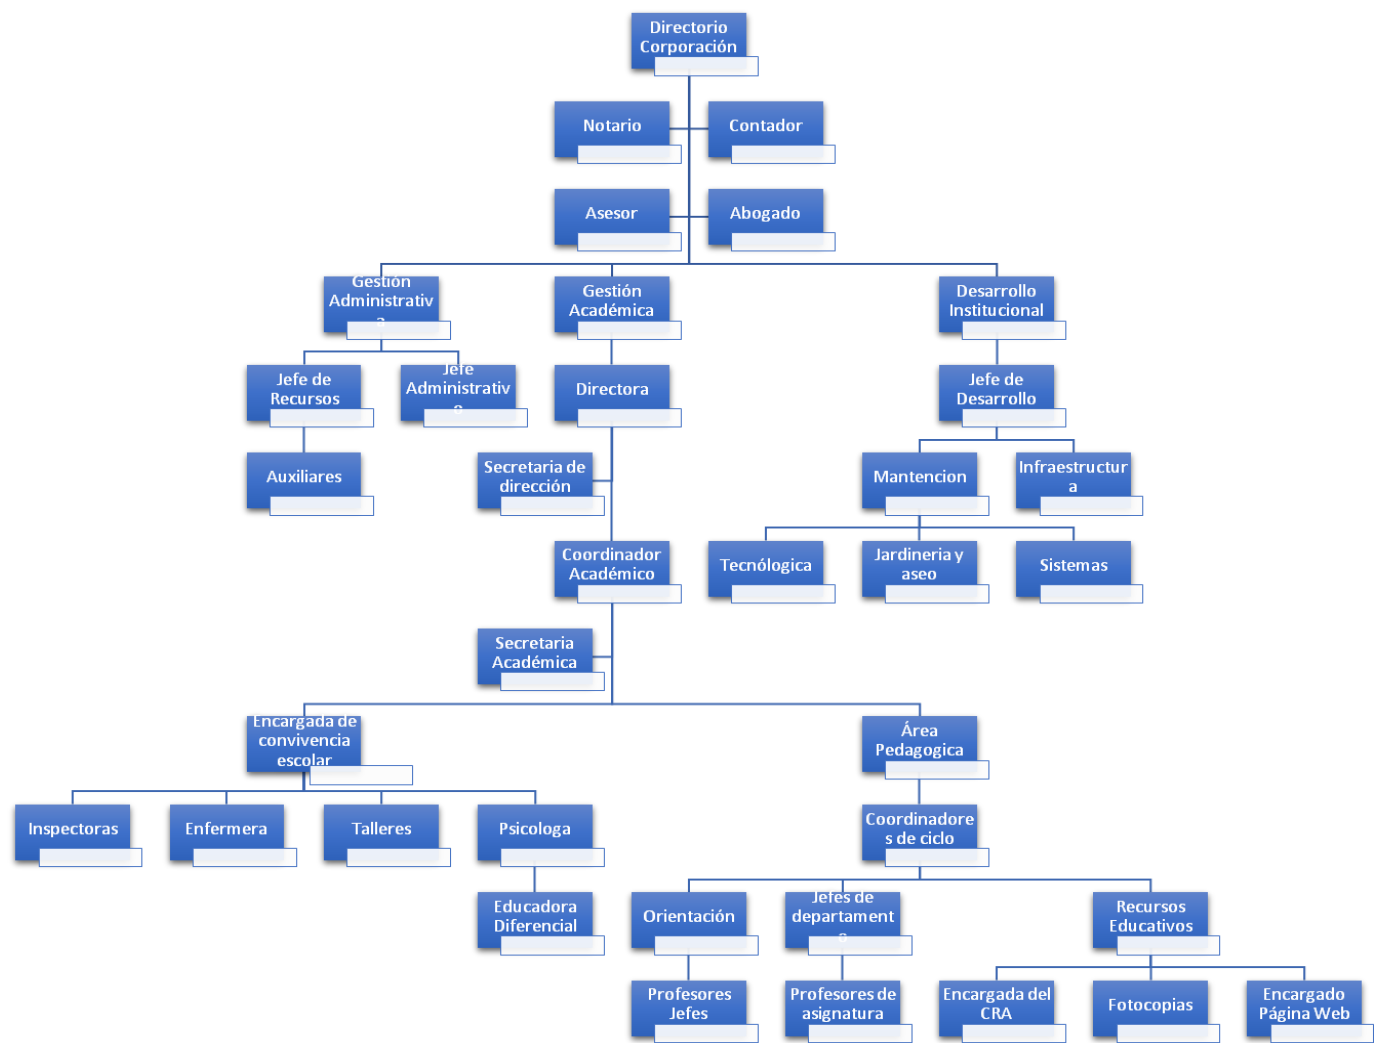 Directorio
Corporación
Notario
Contador
Asesor
Abogado
Gestión
Administrativ
a
Gestión
Académica
Desarrollo
Institucional
Jefe de
Recursos
Jefe
Administrativ
Directora
Jefe de
Desarrollo
Auxiliares
Secretaria de
dirección
Mantencion
Infraestructur
a
Coordinador
Académico
Tecnólogica
Jardineria y
aseo
Sistemas
Secretaria
Académica
Encargada de
convivencia
escolar
Área
Pedagogica
Inspectoras
Enfermera
Talleres
Psicologa
Coordinadore
s de ciclo
Educadora
Diferencial
Orientación
Jefes de
departament
o
Recursos
Educativos
Profesores
Jefes
Profesores de
asignatura
Encargada del
CRA
Fotocopias
Encargado
Página Web